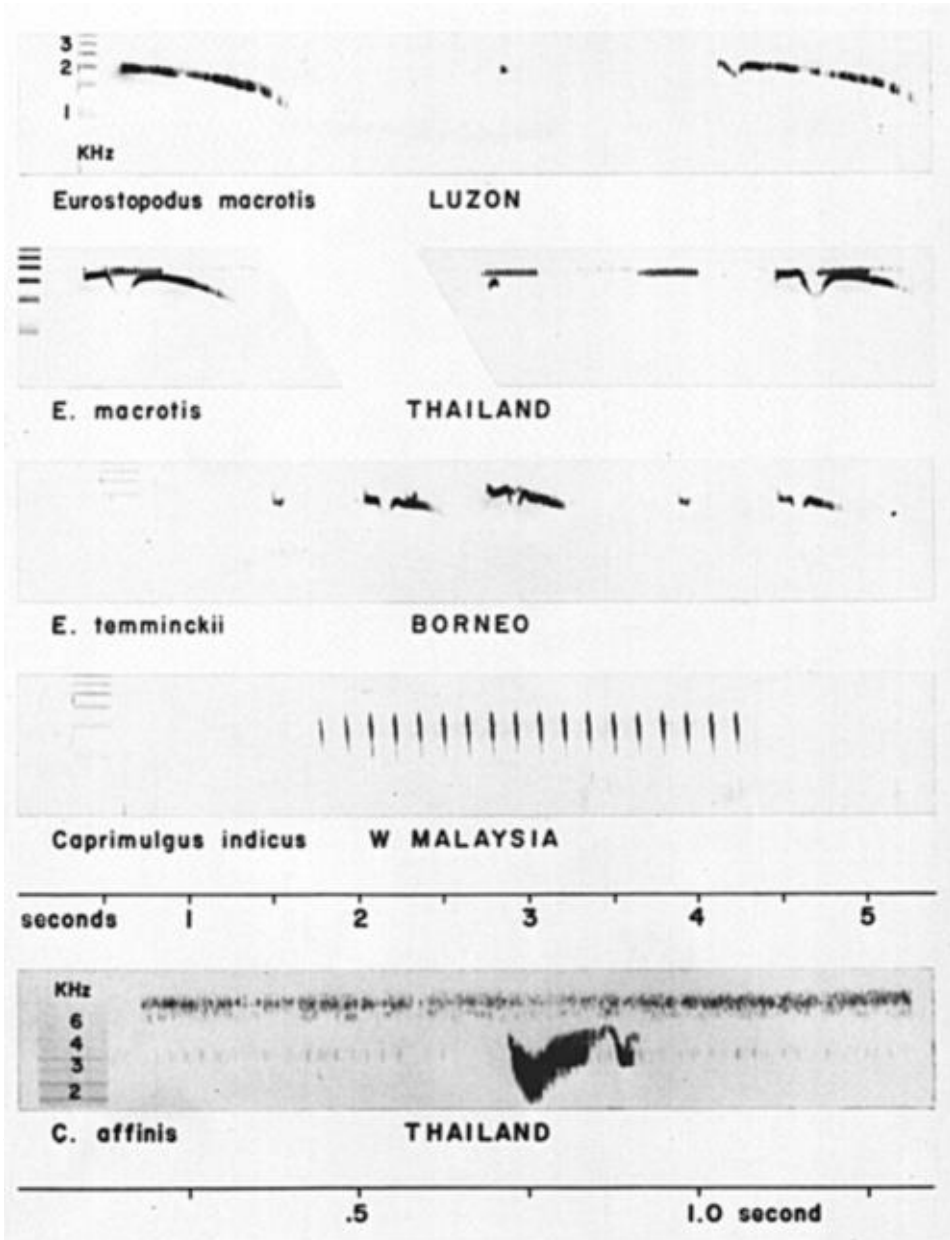 3
2
1
KHz
Eurostopodus macrotis LUZON
E. macrotis THAILAND
E. temminckii BORNEO
Caprimulgus indicus W MALAYSIA
seconds 1 2 3 4 5
KHz
6
4
3
2
C. affinis THAILAND
.5 1.0 second